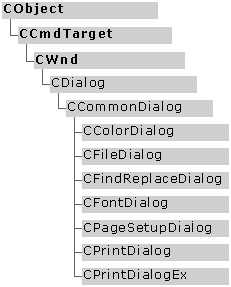 CObject
CCmdTarget
CWnd
CDialog
CCommonDialog
CColorDialog
CFileDialog
CFindReplaceDialog
CFontDialog
CPageSetupDialog
CPrintDialog
CPrintDialogEx